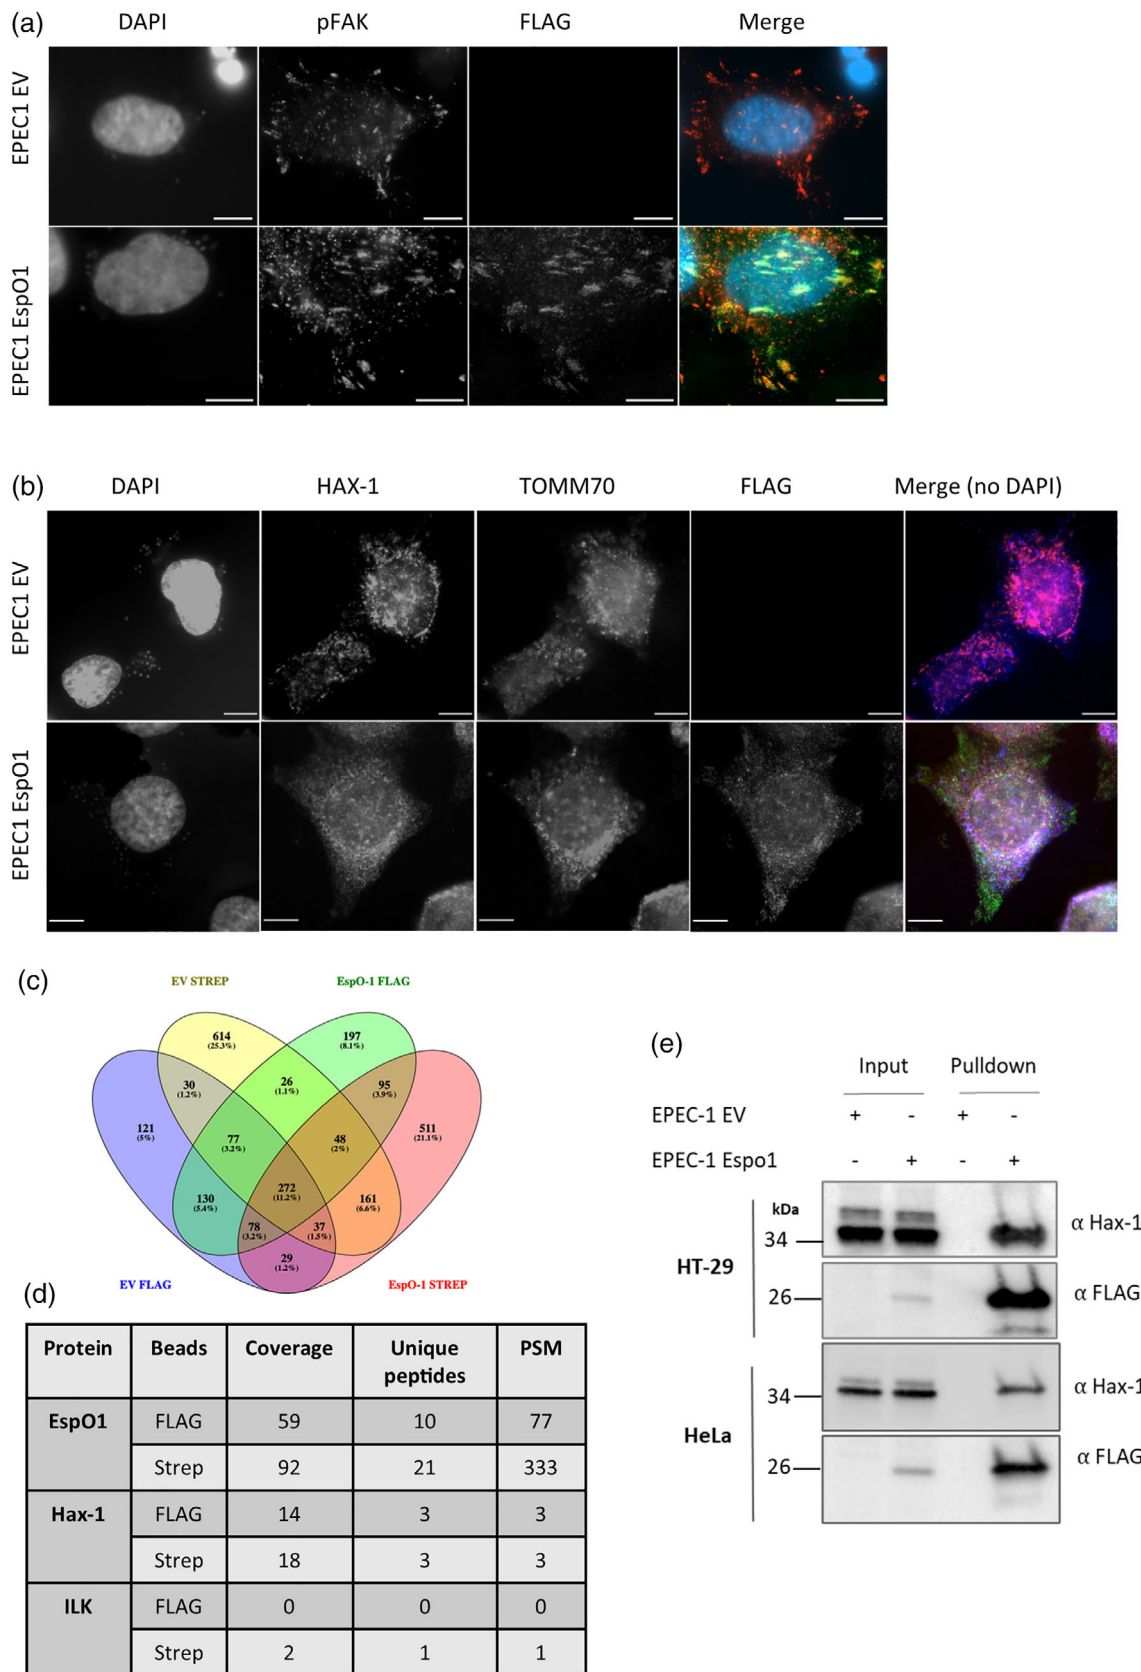 (a)
DAPI pFAK FLAG Merge
EPEC1 EV
EPEC1 EspO1
(b)
DAPI HAX-1 TOMM70 FLAG Merge (no DAPI)
EPEC1 EV
EPEC1 EspO1
(c)
EV STREP EspO-1 FLAG
614
(25.3%)
197
(8.1%)
30
(1.2%)
26
(1.1%)
95
(3.9%)
121
(5%)
77
(3.2%)
48
(2%)
511
(21.1%)
272
(11.2%)
130
(5.4%)
161
(6.6%)
78
(3.2%)
37
(1.5%)
29
(1.2%)
EV FLAG EspO-1 STREP
(d)
Protein Beads Coverage Unique peptides PSM
EspO1 FLAG 59 10 77
Strep 92 21 333
Hax-1 FLAG 14 3 3
Strep 18 3 3
ILK FLAG 0 0 0
Strep 2 1 1
(e)
Input Pulldown
EPEC-1 EV + - + -
EPEC-1 Espo1 - + - +
kDa
HT-29
34 α Hax-1
26 α FLAG
HeLa
34 α Hax-1
26 α FLAG